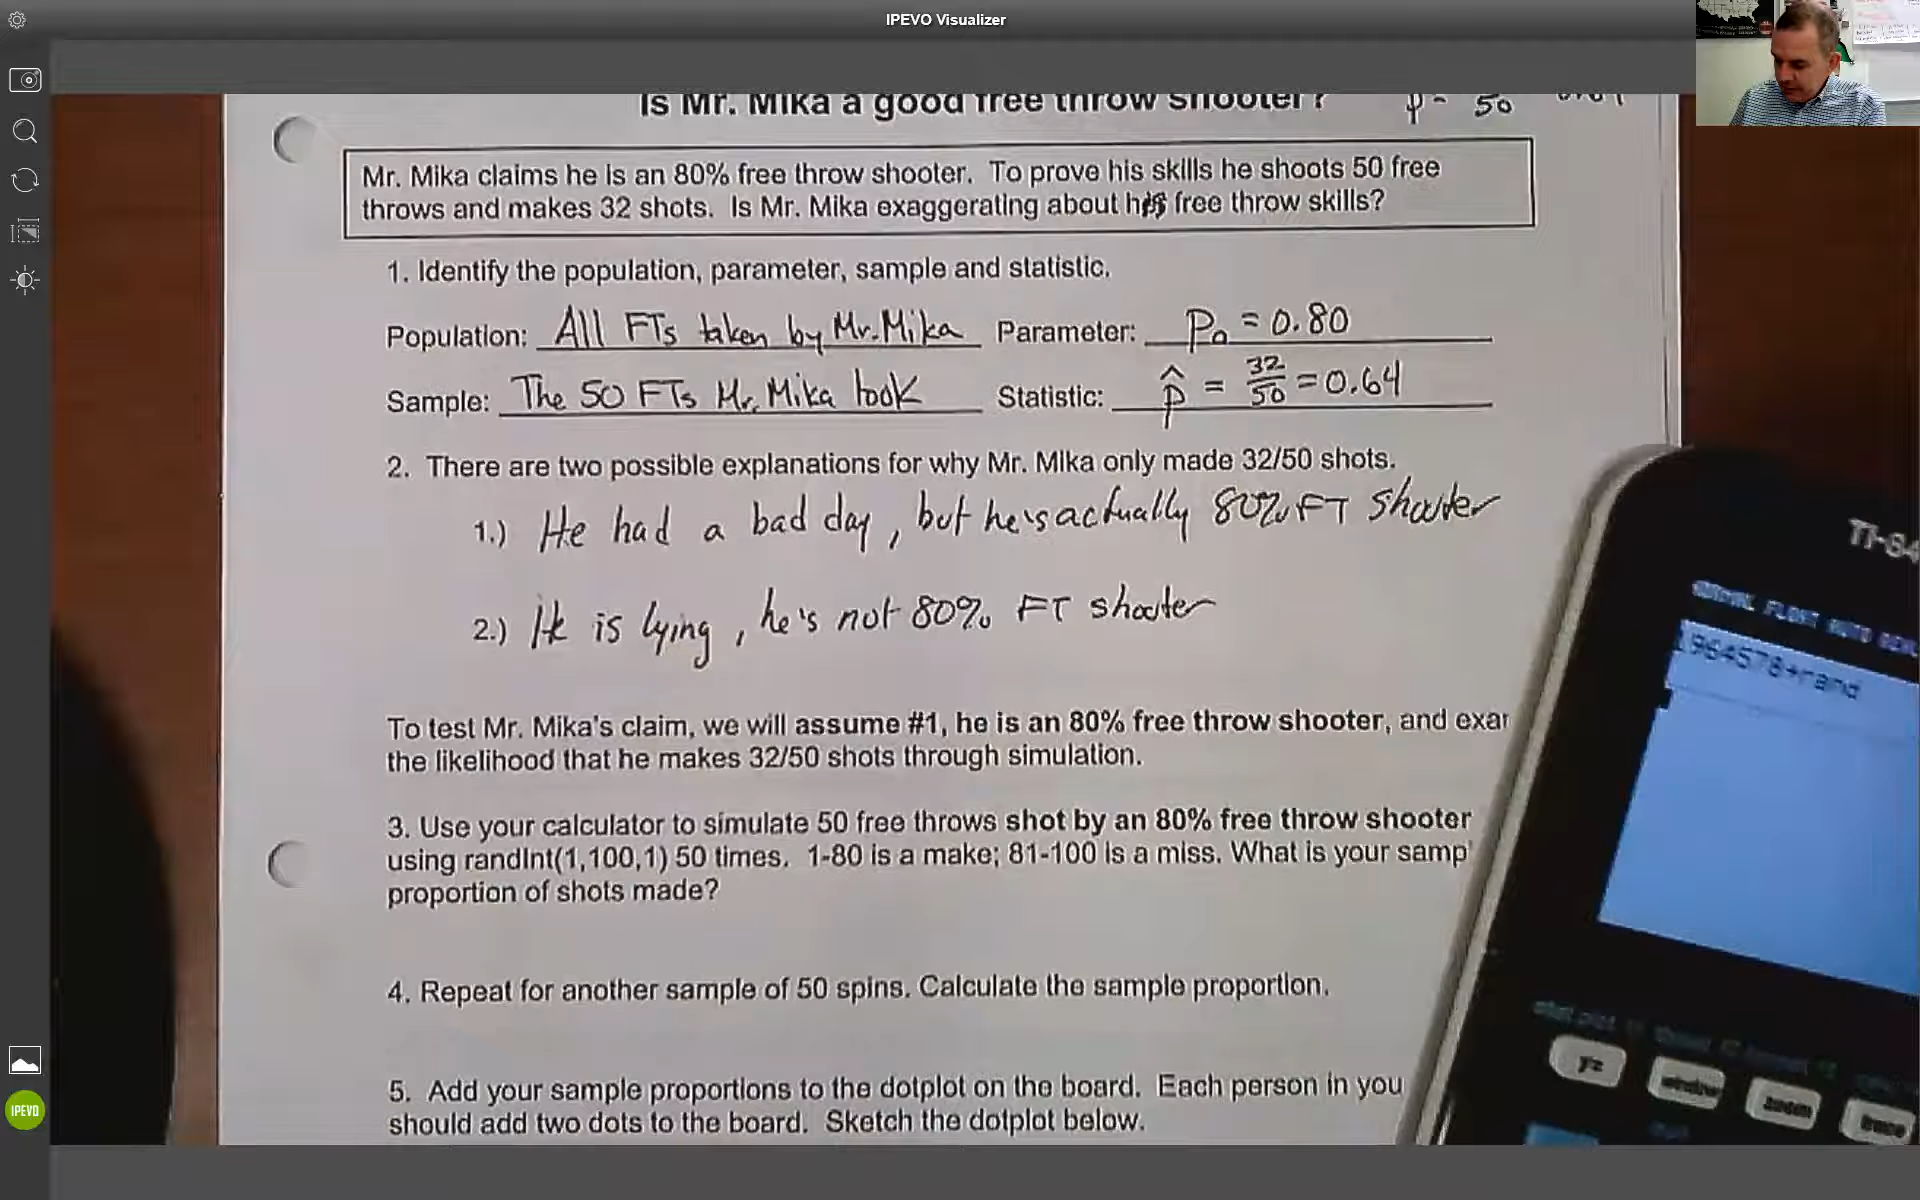 IPEVO Visualizer
Is Mr. Mika a good free throw shooter?
50
Mr. Mika claims he is an 80% free throw shooter. To prove his skills he shoots 50 free
throws and makes 32 shots. Is Mr. Mika exaggerating about his free throw skills?
1. Identify the population, parameter, sample and statistic.
Population: All FTs taken by Mr. Mika Parameter: P₀ = 0.80
Sample: The 50 FTs Mr. Mika took Statistic: p̂ = 32/50 = 0.64
2. There are two possible explanations for why Mr. Mika only made 32/50 shots.
1.) He had a bad day, but he's actually 80% FT shooter
2.) He is lying, he's not 80% FT shooter
To test Mr. Mika's claim, we will assume #1, he is an 80% free throw shooter, and exa
the likelihood that he makes 32/50 shots through simulation.
3. Use your calculator to simulate 50 free throws shot by an 80% free throw shooter
using randInt(1,100,1) 50 times. 1-80 is a make; 81-100 is a miss. What is your samp
proportion of shots made?
4. Repeat for another sample of 50 spins. Calculate the sample proportion.
5. Add your sample proportions to the dotplot on the board. Each person in you
should add two dots to the board. Sketch the dotplot below.
TI-84
NORMAL FLOAT AUTO REAL
1964578→rand
y=
window
zoom
trace
IPEVO